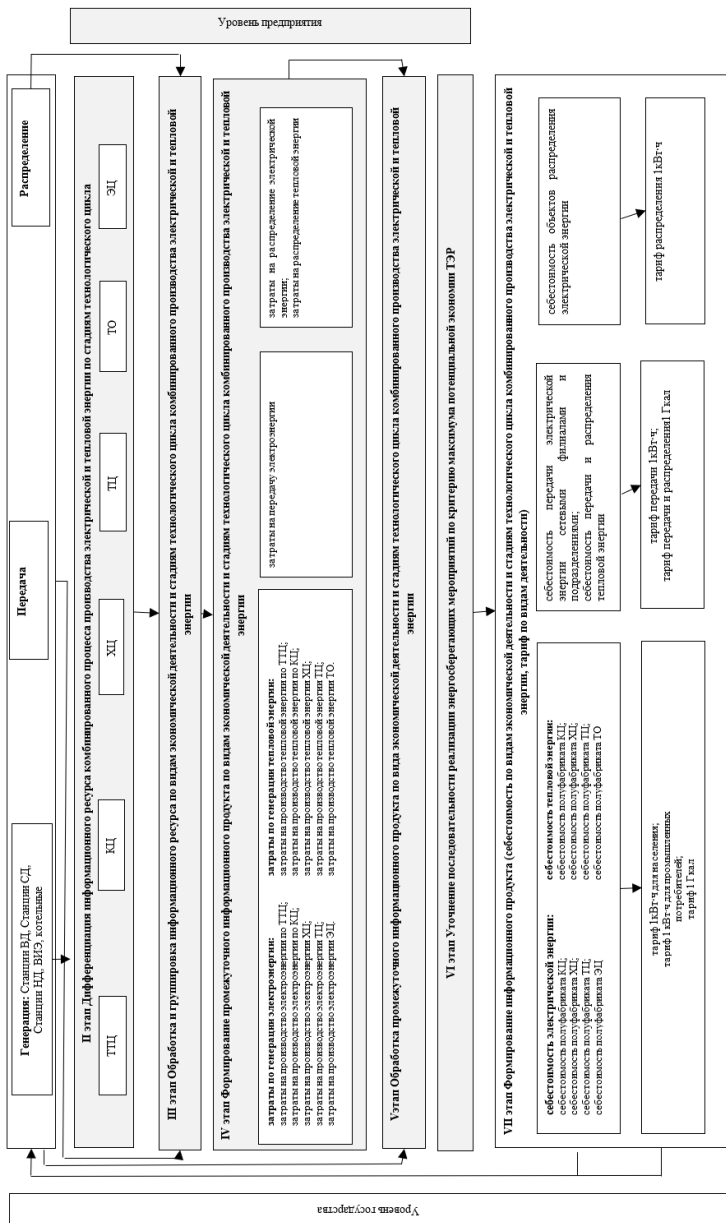 Уровень предприятия
Уровень государства
Генерация: Станции ВД, Станции СД,
Станции НД, ВИЭ, котельные
Передача
Распределение
II этап Дифференциация информационного ресурса комбинированного процесса производства электрической и тепловой энергии по стадиям технологического цикла
ТТЦ
КЦ
ХЦ
ТЦ
ТО
ЭЦ
III этап Обработка и группировка информационного ресурса по видам экономической деятельности и стадиям технологического цикла комбинированного производства электрической и тепловой
энергии
IV этап Формирование промежуточного информационного продукта по видам экономической деятельности и стадиям технологического цикла комбинированного производства электрической и тепловой
энергии
затраты по генерации электроэнергии:
затраты на производство электроэнергии по ТТЦ;
затраты на производство электроэнергии по КЦ;
затраты на производство электроэнергии ХЦ;
затраты на производство электроэнергии ТЦ;
затраты на производство электроэнергии ЭЦ.
затраты по генерации тепловой энергии:
затраты на производство тепловой энергии по ТТЦ;
затраты на производство тепловой энергии по КЦ;
затраты на производство тепловой энергии ХЦ;
затраты на производство тепловой энергии ТЦ;
затраты на производство тепловой энергии ТО.
затраты на передачу электроэнергии
затраты на распределение электрической
энергии;
затраты на распределение тепловой энергии
Vэтап Обработка промежуточного информационного продукта по вида экономической деятельности и стадиям технологического цикла комбинированного производства электрической и тепловой
энергии
VI этап Уточнение последовательности реализации энергосберегающих мероприятий по критерию максимума потенциальной экономии ТЭР
VII этап Формирование информационного продукта (себестоимость по видам экономической деятельности и стадиям технологического цикла комбинированного производства электрической и тепловой
энергии, тариф по видам деятельности)
себестоимость электрической энергии:
себестоимость полуфабриката КЦ;
себестоимость полуфабриката ХЦ;
себестоимость полуфабриката ТЦ;
себестоимость полуфабриката ЭЦ
себестоимость тепловой энергии:
себестоимость полуфабриката КЦ;
себестоимость полуфабриката ХЦ;
себестоимость полуфабриката ТЦ;
себестоимость полуфабриката ТО
себестоимость передачи электрической
энергии сетевыми филиалами и
подразделениями;
себестоимость передачи и распределения
тепловой энергии
себестоимость объектов распределения
электрической энергии
тариф 1кВт·ч для населения;
тариф 1 кВт·ч для промышленных
потребителей;
тариф 1 Гкал
тариф передачи 1кВт·ч;
тариф передачи и распределения1 Гкал
тариф распределения 1кВт·ч